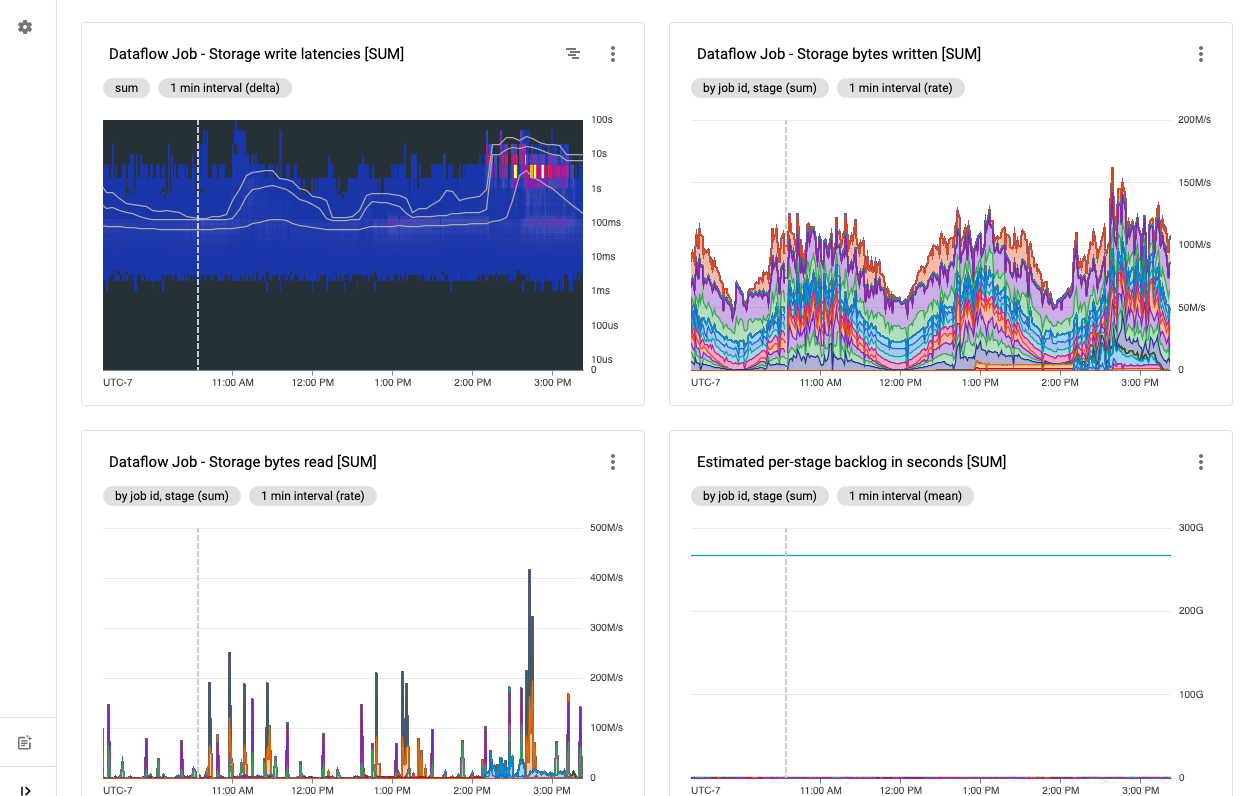 Dataflow Job - Storage write latencies [SUM]
sum
1 min interval (delta)
100s
10s
1s
100ms
10ms
1ms
100us
10us
0
UTC-7
11:00 AM
12:00 PM
1:00 PM
2:00 PM
3:00 PM
Dataflow Job - Storage bytes written [SUM]
by job id, stage (sum)
1 min interval (rate)
200M/s
150M/s
100M/s
50M/s
0
UTC-7
11:00 AM
12:00 PM
1:00 PM
2:00 PM
3:00 PM
Dataflow Job - Storage bytes read [SUM]
by job id, stage (sum)
1 min interval (rate)
500M/s
400M/s
300M/s
200M/s
100M/s
0
UTC-7
11:00 AM
12:00 PM
1:00 PM
2:00 PM
3:00 PM
Estimated per-stage backlog in seconds [SUM]
by job id, stage (sum)
1 min interval (mean)
300G
200G
100G
0
UTC-7
11:00 AM
12:00 PM
1:00 PM
2:00 PM
3:00 PM